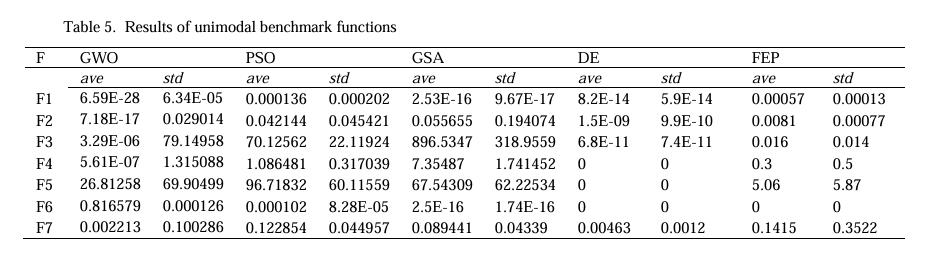 Table 5. Results of unimodal benchmark functions
F GWO PSO GSA DE FEP
ave std ave std ave std ave std ave std
F1 6.59E-28 6.34E-05 0.000136 0.000202 2.53E-16 9.67E-17 8.2E-14 5.9E-14 0.00057 0.00013
F2 7.18E-17 0.029014 0.042144 0.045421 0.055655 0.194074 1.5E-09 9.9E-10 0.0081 0.00077
F3 3.29E-06 79.14958 70.12562 22.11924 896.5347 318.9559 6.8E-11 7.4E-11 0.016 0.014
F4 5.61E-07 1.315088 1.086481 0.317039 7.35487 1.741452 0 0 0.3 0.5
F5 26.81258 69.90499 96.71832 60.11559 67.54309 62.22534 0 0 5.06 5.87
F6 0.816579 0.000126 0.000102 8.28E-05 2.5E-16 1.74E-16 0 0 0 0
F7 0.002213 0.100286 0.122854 0.044957 0.089441 0.04339 0.00463 0.0012 0.1415 0.3522